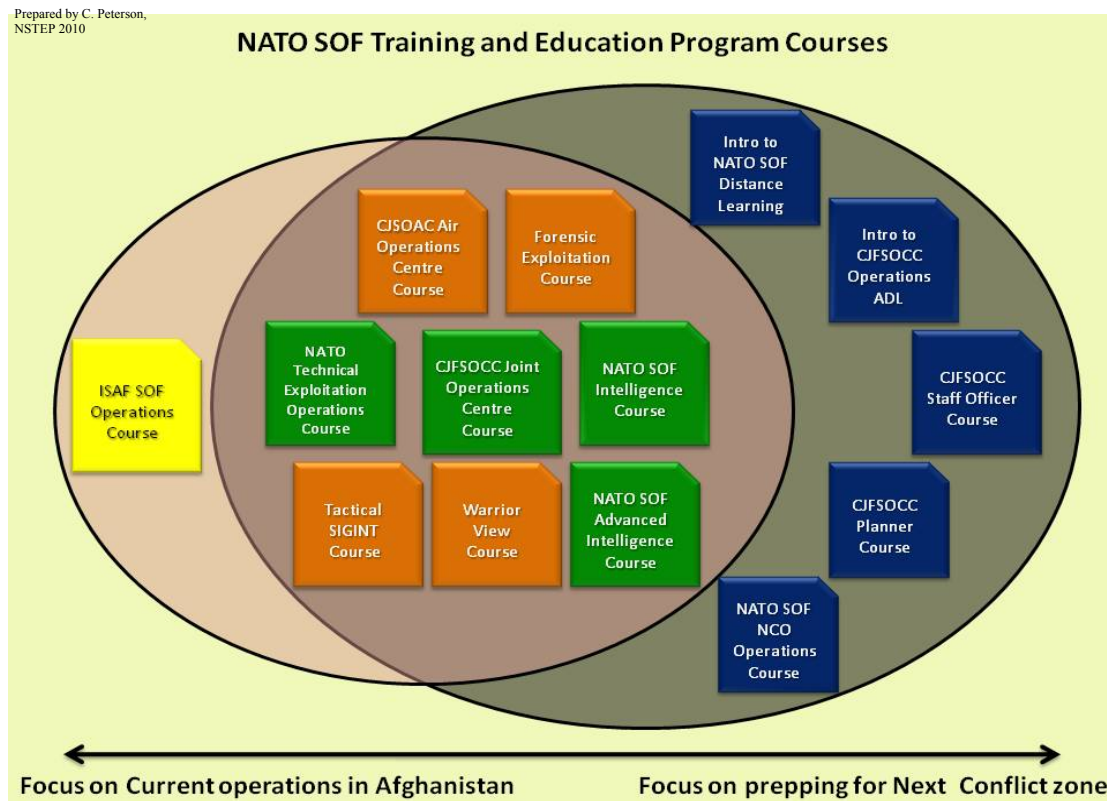 Prepared by C. Peterson,
NSTEP 2010
NATO SOF Training and Education Program Courses
Intro to
NATO SOF
Distance
Learning
CJSOAC Air
Operations
Centre
Course
Forensic
Exploitation
Course
Intro to
CJFSOCC
Operations
ADL
ISAF SOF
Operations
Course
NATO
Technical
Exploitation
Operations
Course
CJFSOCC Joint
Operations
Centre
Course
NATO SOF
Intelligence
Course
CJFSOCC
Staff Officer
Course
Tactical
SIGINT
Course
Warrior
View
Course
NATO SOF
Advanced
Intelligence
Course
CJFSOCC
Planner
Course
NATO SOF
NCO
Operations
Course
Focus on Current operations in Afghanistan
Focus on prepping for Next Conflict zone